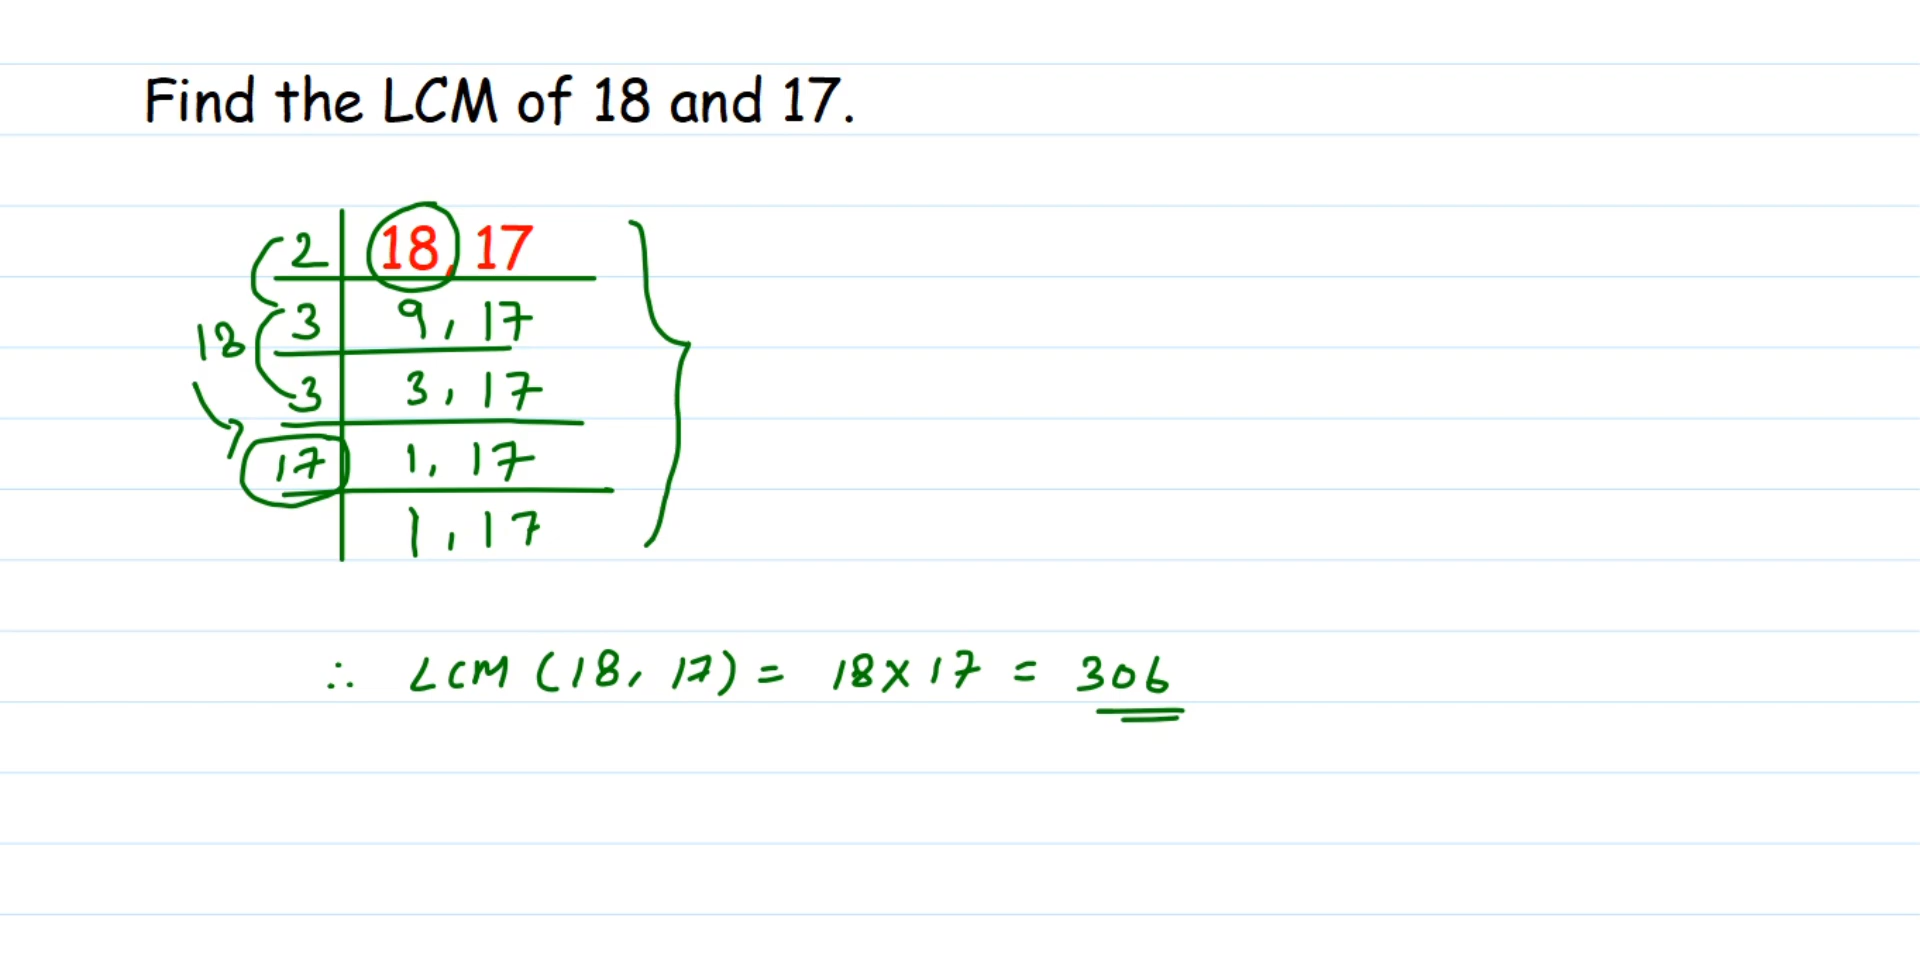 Find the LCM of 18 and 17.
2 18, 17
3 9, 17
18
3 3, 17
17 1, 17
1, 17
∴ LCM (18, 17) = 18 x 17 = 306